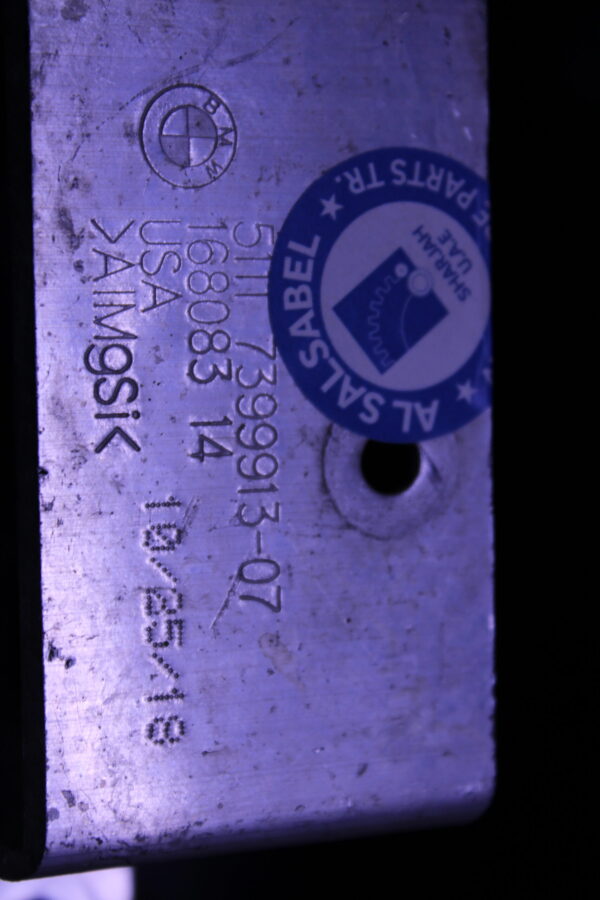 BMW
5111 7399913-07
168083 14
USA
>AlMgSi<
10/25/18
AL SALSABEL
E PARTS TR.
SHARJAH
U.A.E